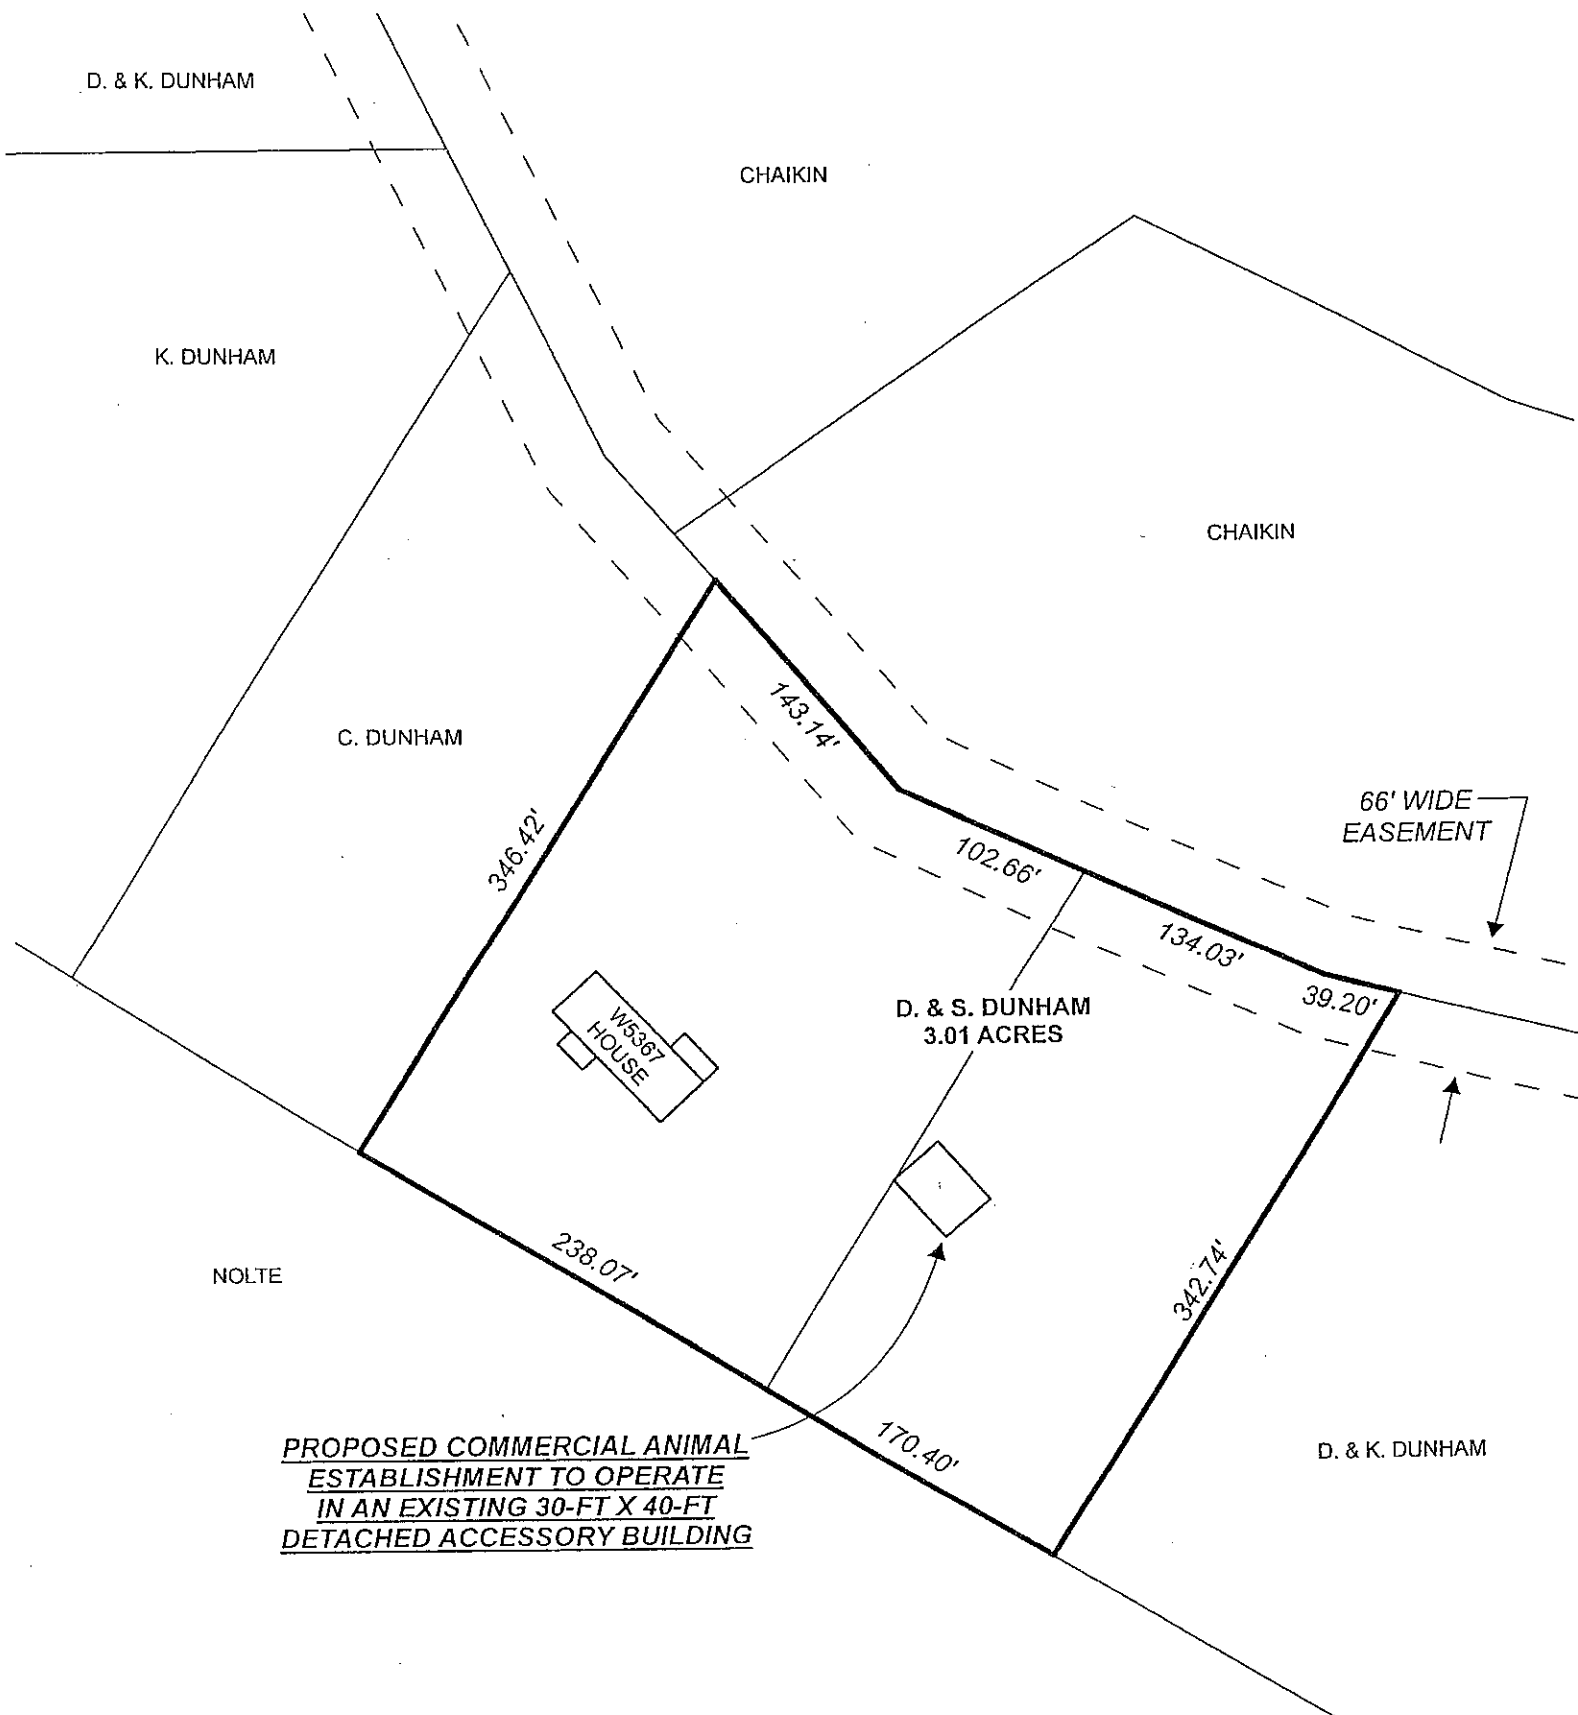 D. & K. DUNHAM
CHAIKIN
K. DUNHAM
CHAIKIN
C. DUNHAM
143.14'
346.42'
66' WIDE
EASEMENT
102.66'
134.03'
39.20'
D. & S. DUNHAM
3.01 ACRES
W5367
HOUSE
238.07'
NOLTE
342.74'
170.40'
PROPOSED COMMERCIAL ANIMAL
ESTABLISHMENT TO OPERATE
IN AN EXISTING 30-FT X 40-FT
DETACHED ACCESSORY BUILDING
D. & K. DUNHAM